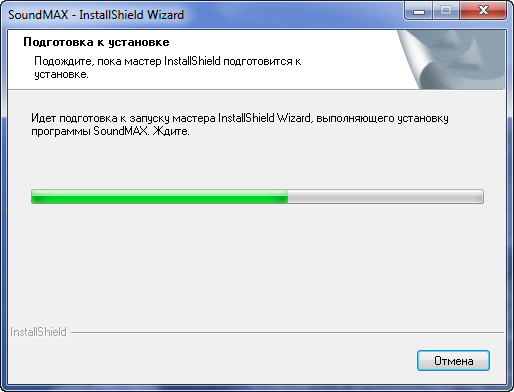 SoundMAX - InstallShield Wizard
Подготовка к установке
Подождите, пока мастер InstallShield подготовится к
установке.
Идет подготовка к запуску мастера InstallShield Wizard, выполняющего установку
программы SoundMAX. Ждите.
InstallShield
Отмена